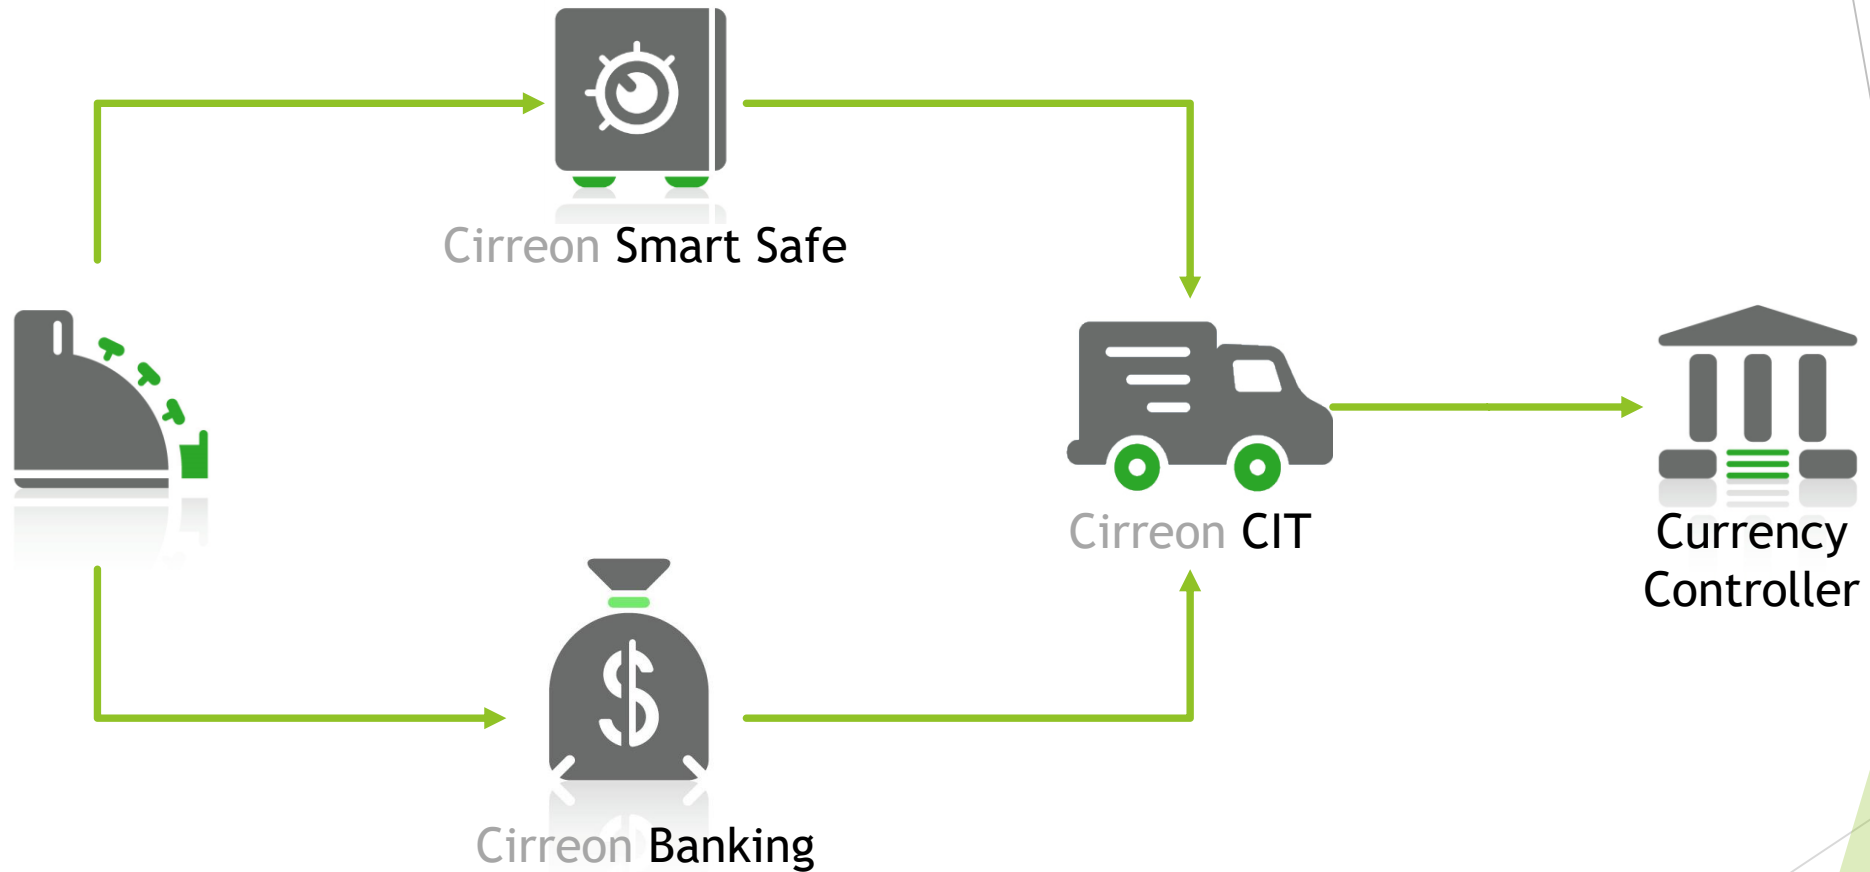 Cirreon Smart Safe
Cirreon CIT
Currency
Controller
$
Cirreon Banking